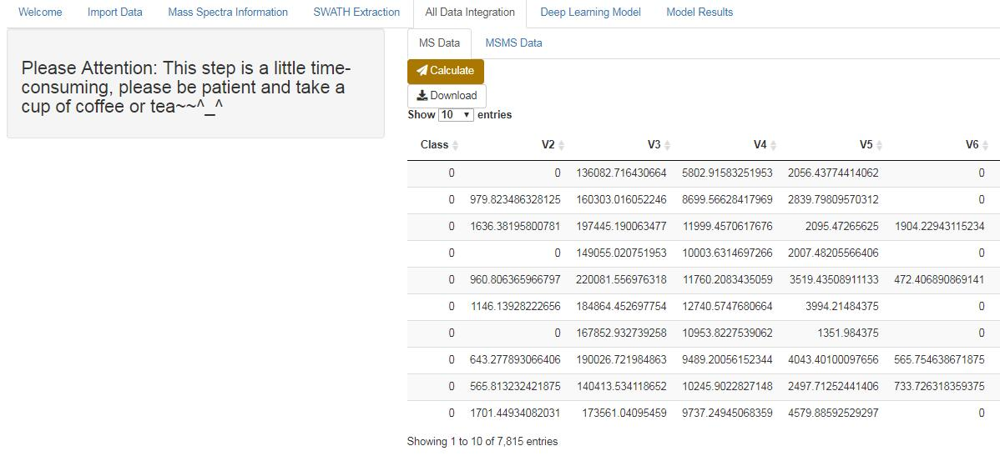 Welcome Import Data Mass Spectra Information SWATH Extraction All Data Integration Deep Learning Model Model Results
Please Attention: This step is a little time-
consuming, please be patient and take a
cup of coffee or tea~~^_^
MS Data MSMS Data
Calculate
Download
Show 10 entries
Class V2 V3 V4 V5 V6
0 0 136082.716430664 5802.91583251953 2056.43774414062 0
0 979.823486328125 160303.016052246 8699.56628417969 2839.79809570312 0
0 1636.38195800781 197445.190063477 11999.4570617676 2095.47265625 1904.22943115234
0 0 149055.020751953 10003.6314697266 2007.48205566406 0
0 960.806365966797 220081.556976318 11760.2083435059 3519.43508911133 472.406890869141
0 1146.13928222656 184864.452697754 12740.5747680664 3994.21484375 0
0 0 167852.932739258 10953.8227539062 1351.984375 0
0 643.277893066406 190026.721984863 9489.20056152344 4043.40100097656 565.754638671875
0 565.813232421875 140413.534118652 10245.9022827148 2497.71252441406 733.726318359375
0 1701.44934082031 173561.04095459 9737.24945068359 4579.88592529297 0
Showing 1 to 10 of 7,815 entries